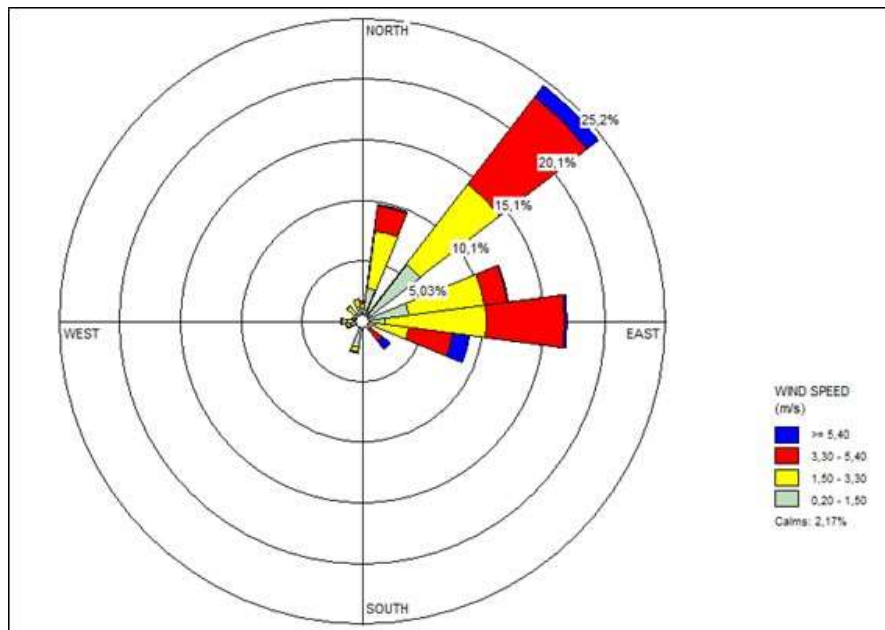 NORTH
25,2%
20,1%
15,1%
10,1%
5,03%
WEST
EAST
SOUTH
WIND SPEED
(m/s)
>= 5,40
3,30 - 5,40
1,50 - 3,30
0,20 - 1,50
Calms: 2,17%